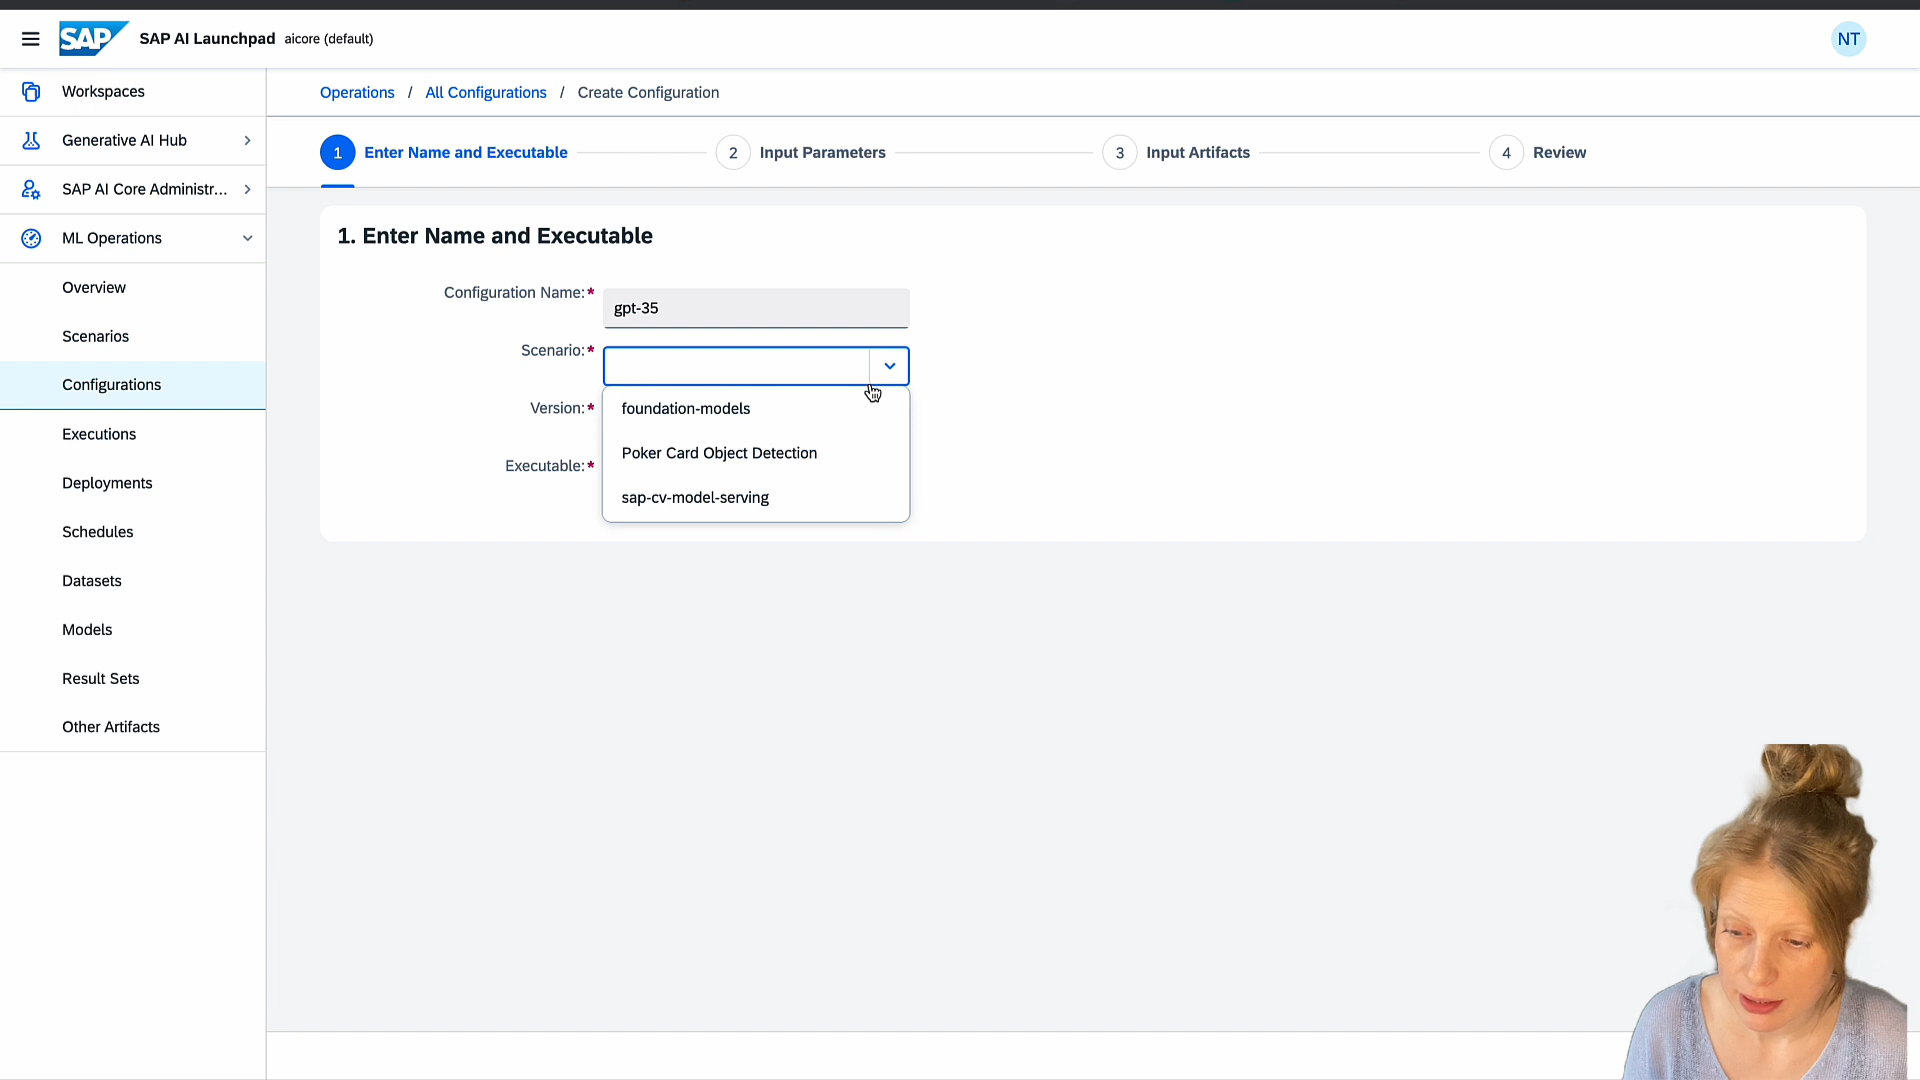 SAP
SAP AI Launchpad aicore (default)
NT
Workspaces
Generative AI Hub
SAP AI Core Administr...
ML Operations
Overview
Scenarios
Configurations
Executions
Deployments
Schedules
Datasets
Models
Result Sets
Other Artifacts
Operations / All Configurations / Create Configuration
1 Enter Name and Executable 2 Input Parameters 3 Input Artifacts 4 Review
1. Enter Name and Executable
Configuration Name:* gpt-35
Scenario:*
Version:*
Executable:*
foundation-models
Poker Card Object Detection
sap-cv-model-serving